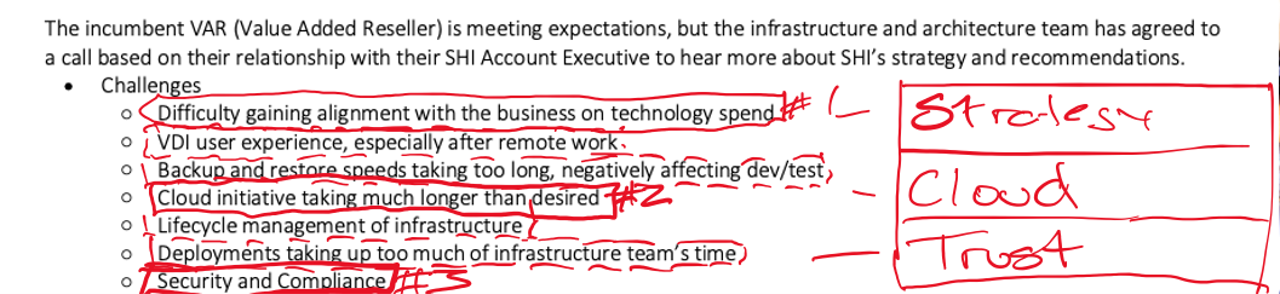 The incumbent VAR (Value Added Reseller) is meeting expectations, but the infrastructure and architecture team has agreed to
a call based on their relationship with their SHI Account Executive to hear more about SHI's strategy and recommendations.
• Challenges
o Difficulty gaining alignment with the business on technology spend #1
o VDI user experience, especially after remote work.
o Backup and restore speeds taking too long, negatively affecting dev/test,
o Cloud initiative taking much longer than desired #2
o Lifecycle management of infrastructure
o Deployments taking up too much of infrastructure team's time
o Security and Compliance #3
Strategy
Cloud
Trust